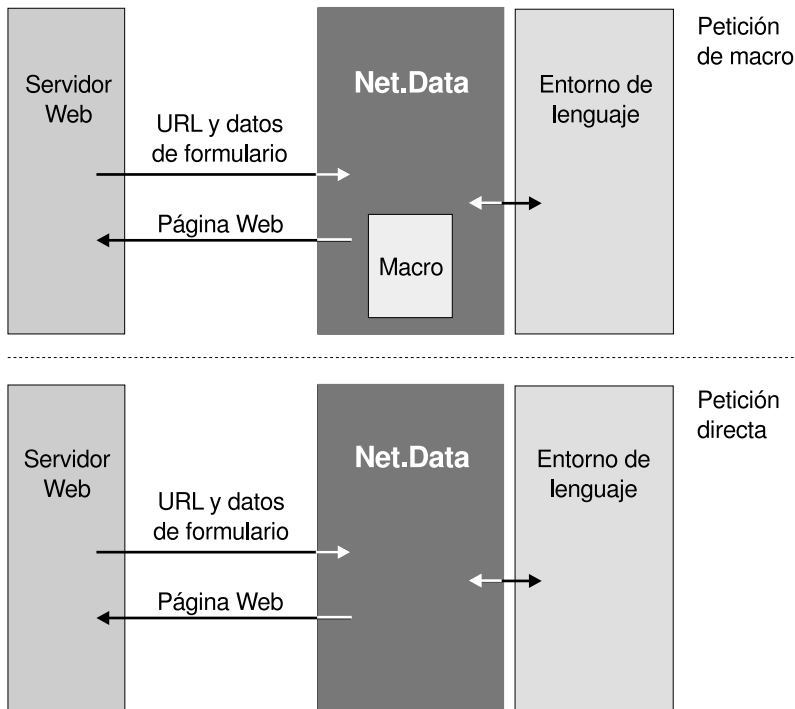 Petición
de macro
Servidor
Web
Net.Data
Entorno de
lenguaje
URL y datos
de formulario
Página Web
Macro
Petición
directa
Servidor
Web
Net.Data
Entorno de
lenguaje
URL y datos
de formulario
Página Web